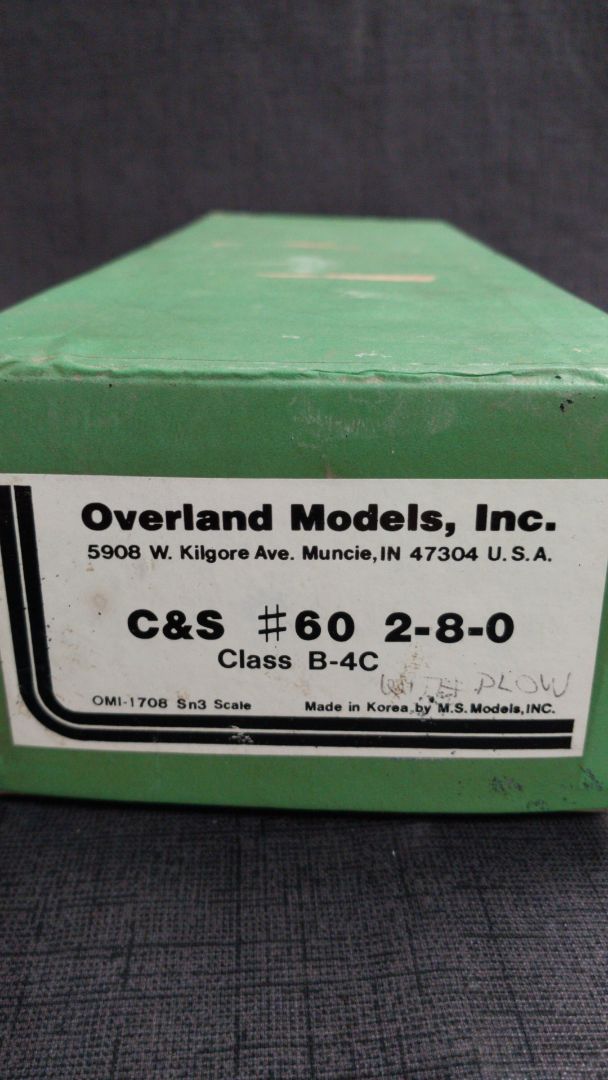 Overland Models, Inc.
5908 W. Kilgore Ave. Muncie, IN 47304 U.S.A.
C&S #60 2-8-0
Class B-4C
WITH PLOW
OMI-1708 Sn3 Scale Made in Korea by M.S. Models, INC.